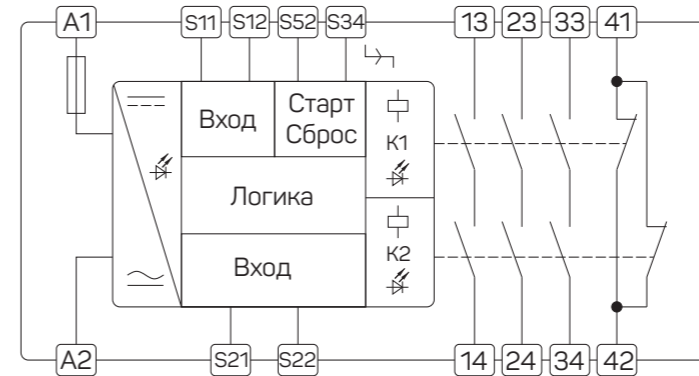 A1 S11 S12 S52 S34 13 23 33 41
Вход
Старт
Сброс
K1
Логика
K2
Вход
A2 S21 S22 14 24 34 42